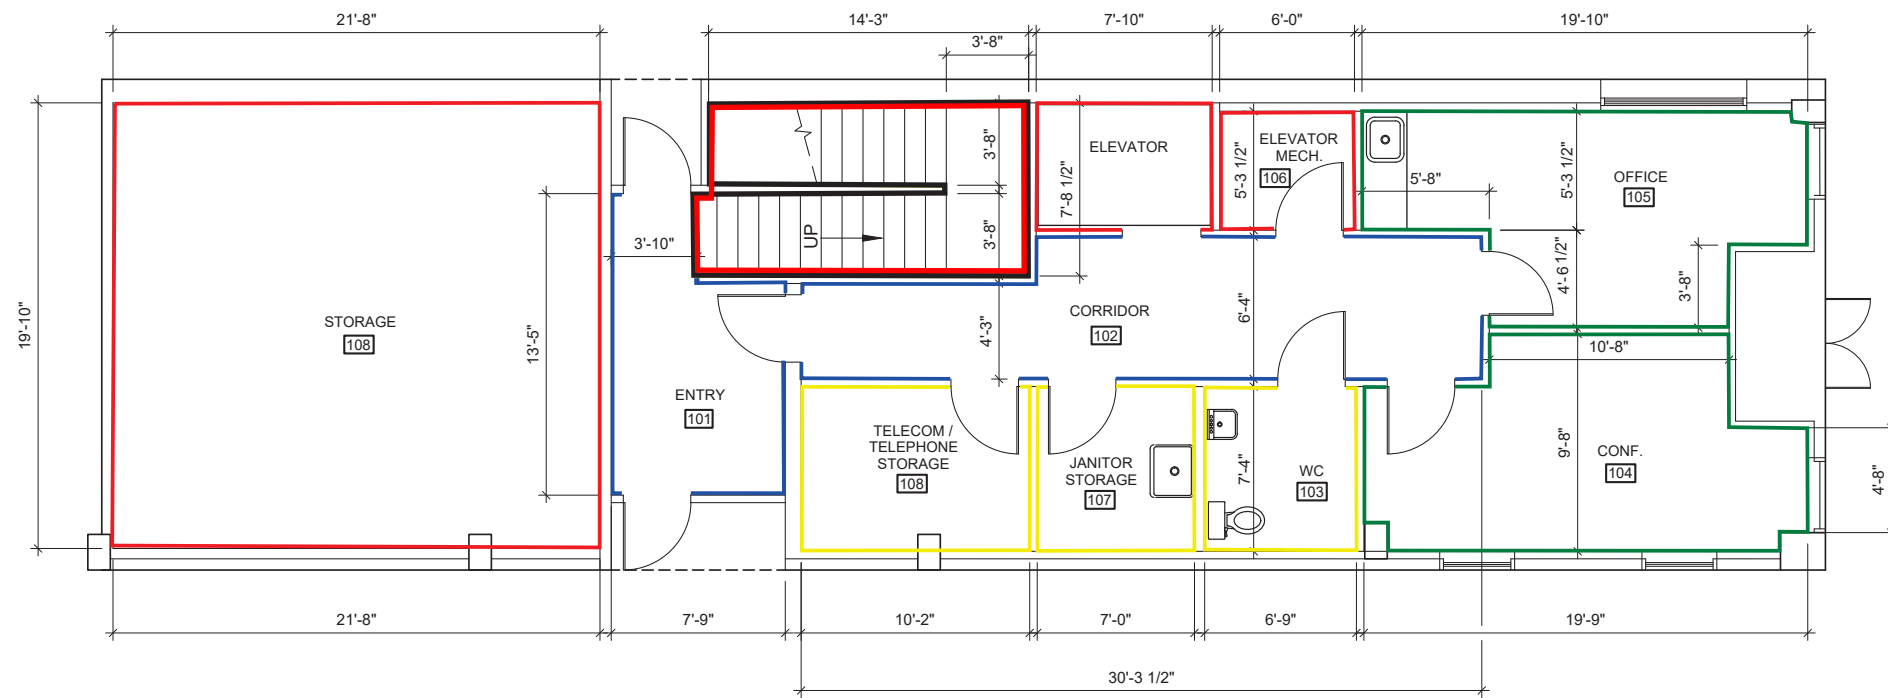 21'-8"
14'-3"
7'-10"
6'-0"
19'-10"
3'-8"
ELEVATOR
ELEVATOR
MECH.
106
5'-3 1/2"
7'-8 1/2"
3'-8"
5'-8"
5'-3 1/2"
OFFICE
105
3'-10"
UP
3'-8"
4'-6 1/2"
3'-8"
19'-10"
STORAGE
108
13'-5"
4'-3"
CORRIDOR
102
6'-4"
10'-8"
ENTRY
101
TELECOM /
TELEPHONE
STORAGE
108
JANITOR
STORAGE
107
7'-4"
WC
103
9'-8"
CONF.
104
4'-8"
21'-8"
7'-9"
10'-2"
7'-0"
6'-9"
19'-9"
30'-3 1/2"